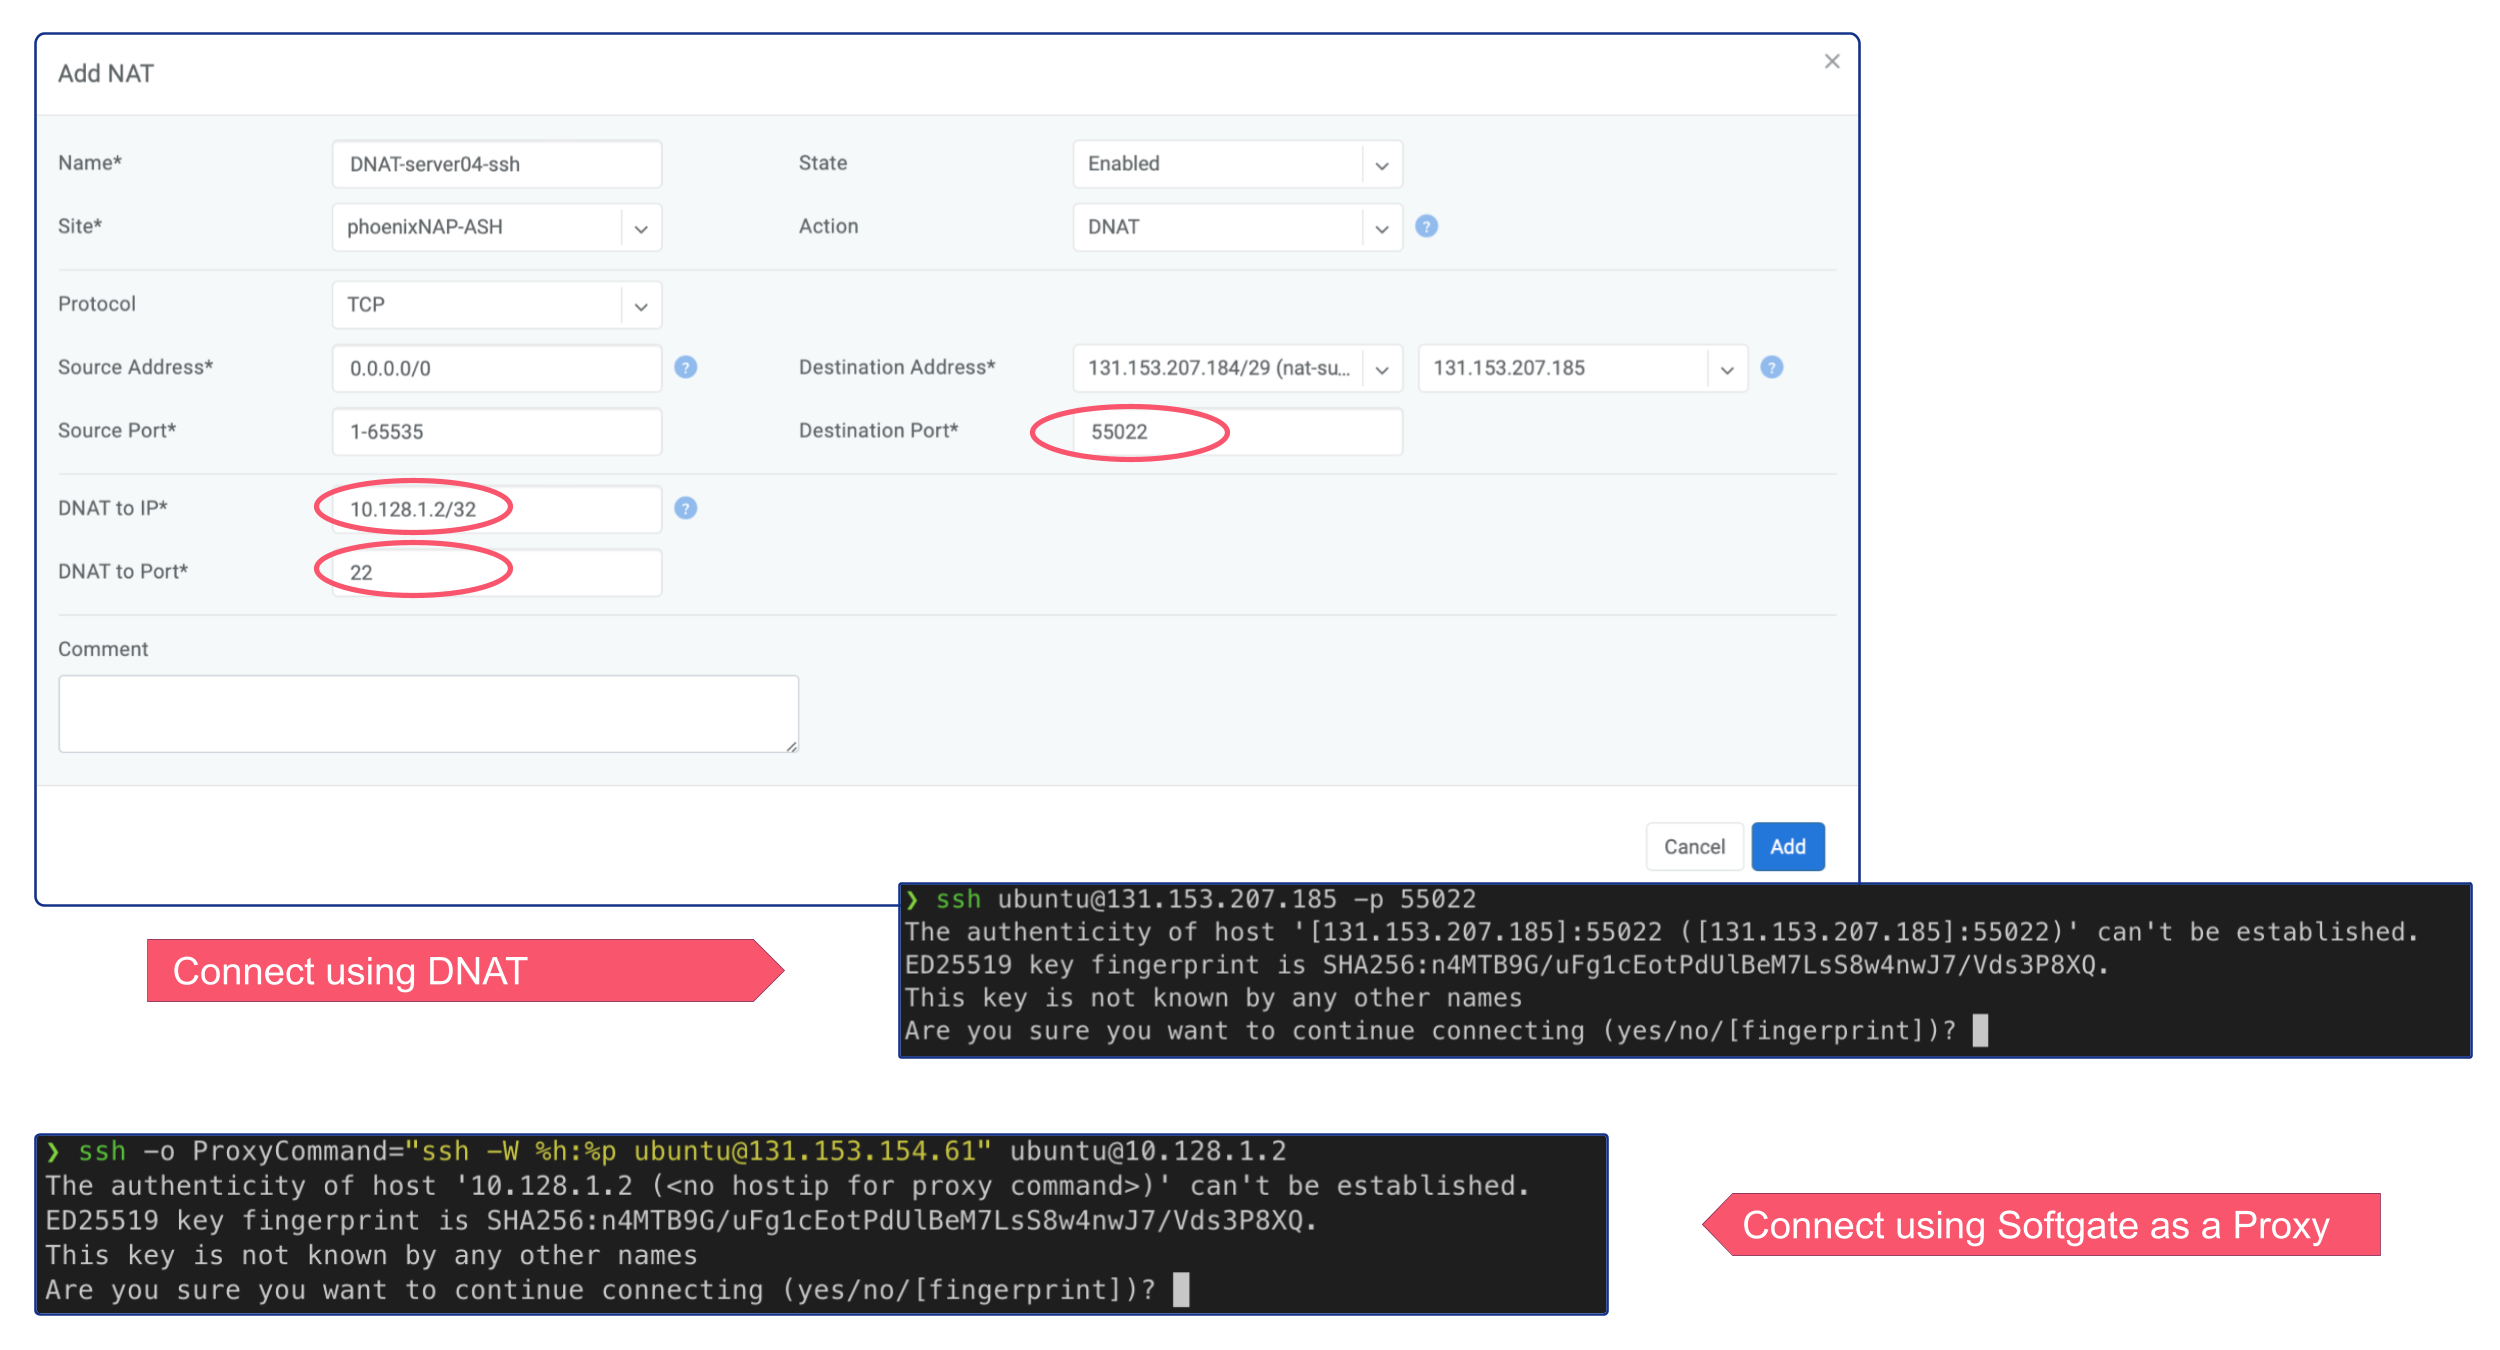 Add NAT
×
Name*
DNAT-server04-ssh
State
Enabled
Site*
phoenixNAP-ASH
Action
DNAT
?
Protocol
TCP
Source Address*
0.0.0.0/0
?
Destination Address*
131.153.207.184/29 (nat-su...
131.153.207.185
?
Source Port*
1-65535
Destination Port*
55022
DNAT to IP*
10.128.1.2/32
?
DNAT to Port*
22
Comment
Cancel
Add
❯ ssh ubuntu@131.153.207.185 -p 55022
The authenticity of host '[131.153.207.185]:55022 ([131.153.207.185]:55022)' can't be established.
ED25519 key fingerprint is SHA256:n4MTB9G/uFg1cEotPdUlBeM7LsS8w4nwJ7/Vds3P8XQ.
This key is not known by any other names
Are you sure you want to continue connecting (yes/no/[fingerprint])?
Connect using DNAT
❯ ssh -o ProxyCommand="ssh -W %h:%p ubuntu@131.153.154.61" ubuntu@10.128.1.2
The authenticity of host '10.128.1.2 (<no hostip for proxy command>)' can't be established.
ED25519 key fingerprint is SHA256:n4MTB9G/uFg1cEotPdUlBeM7LsS8w4nwJ7/Vds3P8XQ.
This key is not known by any other names
Are you sure you want to continue connecting (yes/no/[fingerprint])?
Connect using Softgate as a Proxy